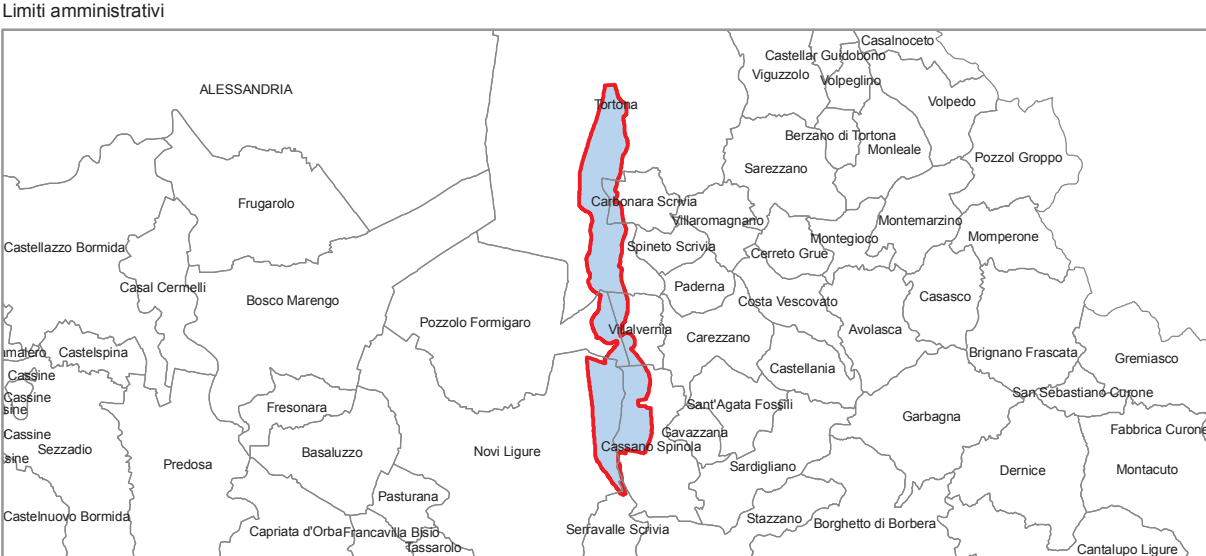 Limiti amministrativi
Casalnoceto
Castellar Guidobono
Viguzzolo
Volpeglino
ALESSANDRIA
Tortona
Volpedo
Berzano di Tortona
Monleale
Pozzol Groppo
Sarezzano
Frugarolo
Carbonara Scrivia
Villaromagnano
Montemarzino
Montegioco
Momperone
Castellazzo Bormida
Spineto Scrivia
Cerreto Grue
Casal Cermelli
Paderna
Bosco Marengo
Costa Vescovato
Casasco
Pozzolo Formigaro
Villalvernia
Carezzano
Avolasca
Castelspina
Brignano Frascata
Gremiasco
Castellania
Cassine
Cassine
sine
San Sebastiano Curone
Fresonara
Sant'Agata Fossili
Garbagna
Fabbrica Curone
Cassine
Gavazzana
Sezzadio
Basaluzzo
Novi Ligure
Cassano Spinola
sine
Predosa
Sardigliano
Dernice
Montacuto
Pasturana
Castelnuovo Bormida
Stazzano
Borghetto di Borbera
Capriata d'Orba
Francavilla Bisio
Serravalle Scrivia
Tassarolo
Cantalupo Ligure